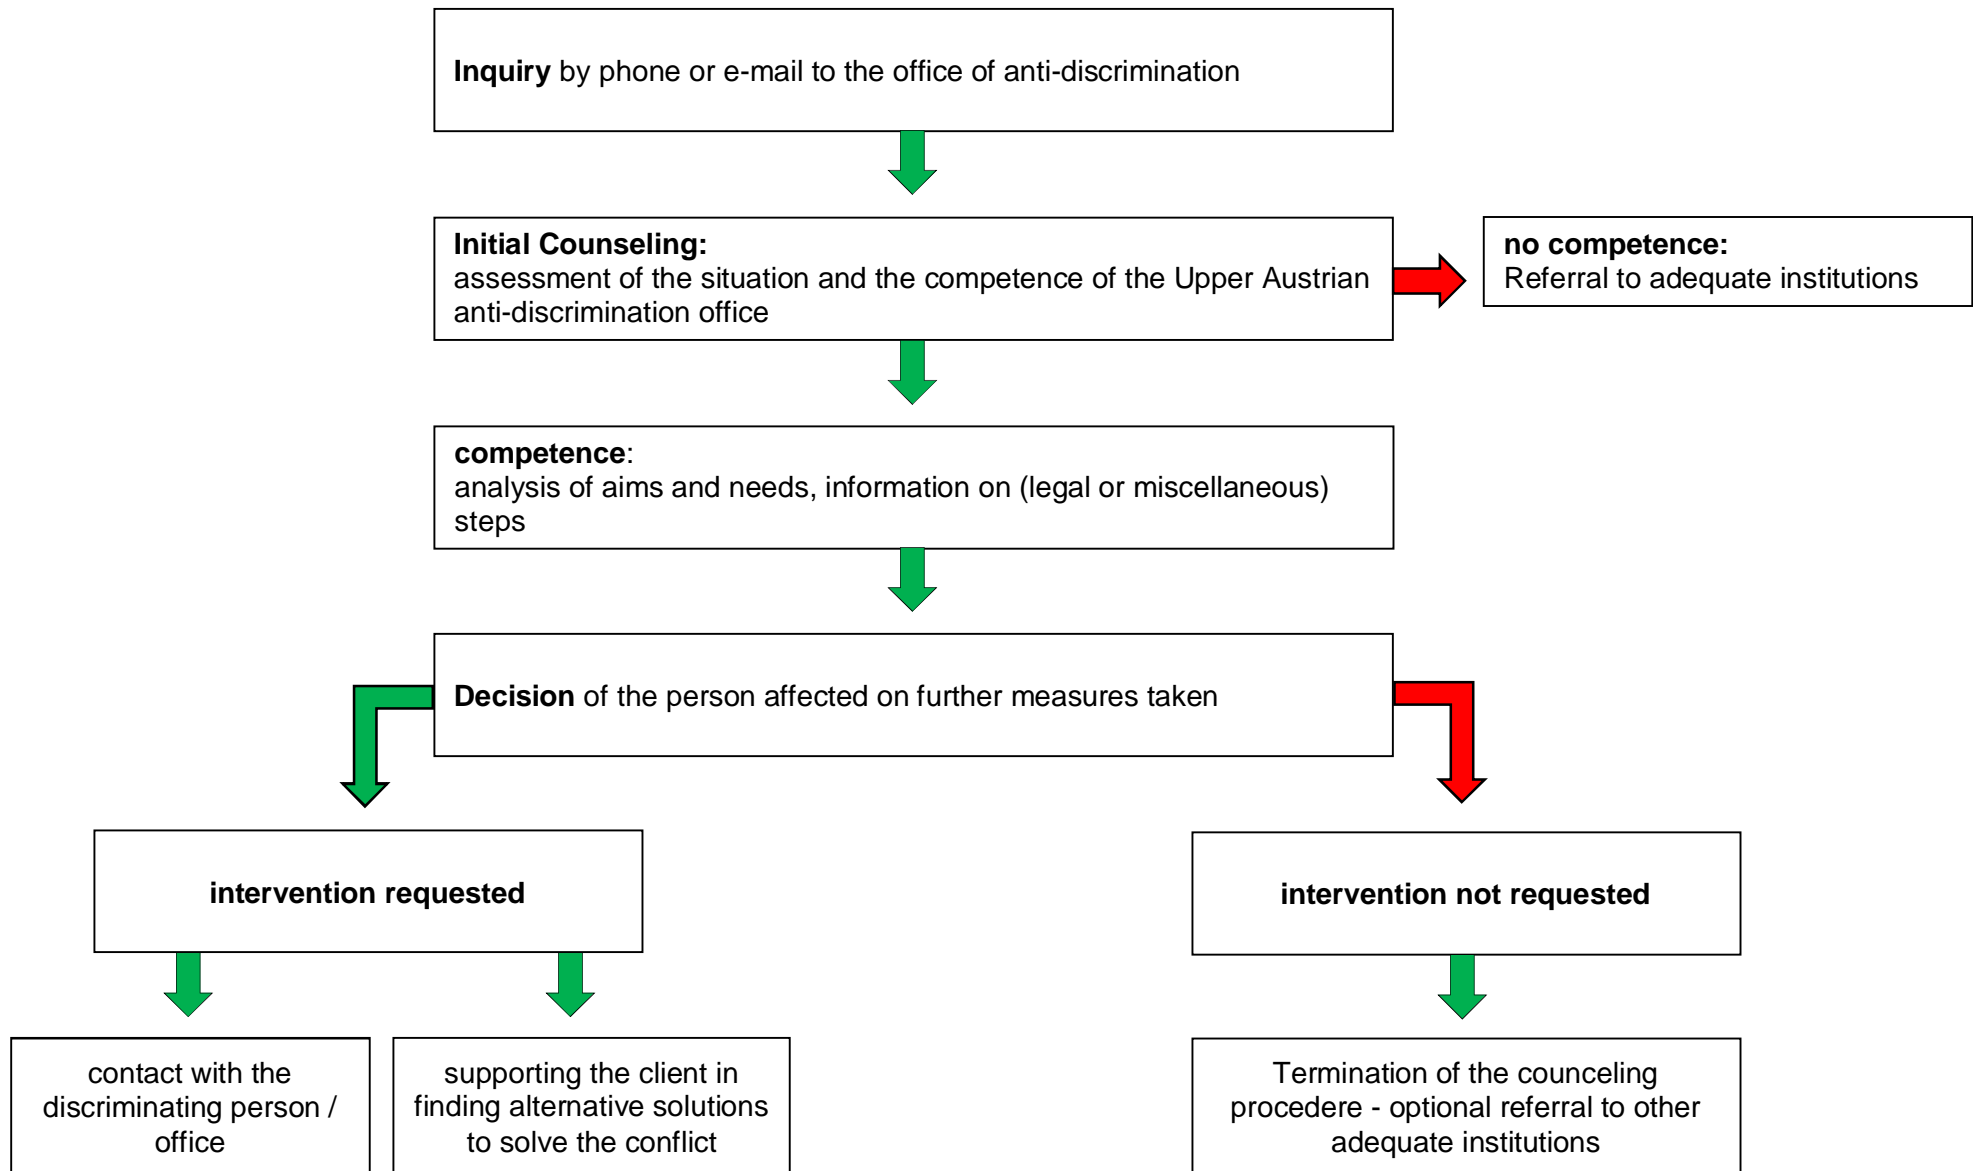 Inquiry by phone or e-mail to the office of anti-discrimination
Initial Counseling:
assessment of the situation and the competence of the Upper Austrian
anti-discrimination office
no competence:
Referral to adequate institutions
competence:
analysis of aims and needs, information on (legal or miscellaneous)
steps
Decision of the person affected on further measures taken
intervention requested
intervention not requested
contact with the
discriminating person /
office
supporting the client in
finding alternative solutions
to solve the conflict
Termination of the counceling
procedere - optional referral to other
adequate institutions